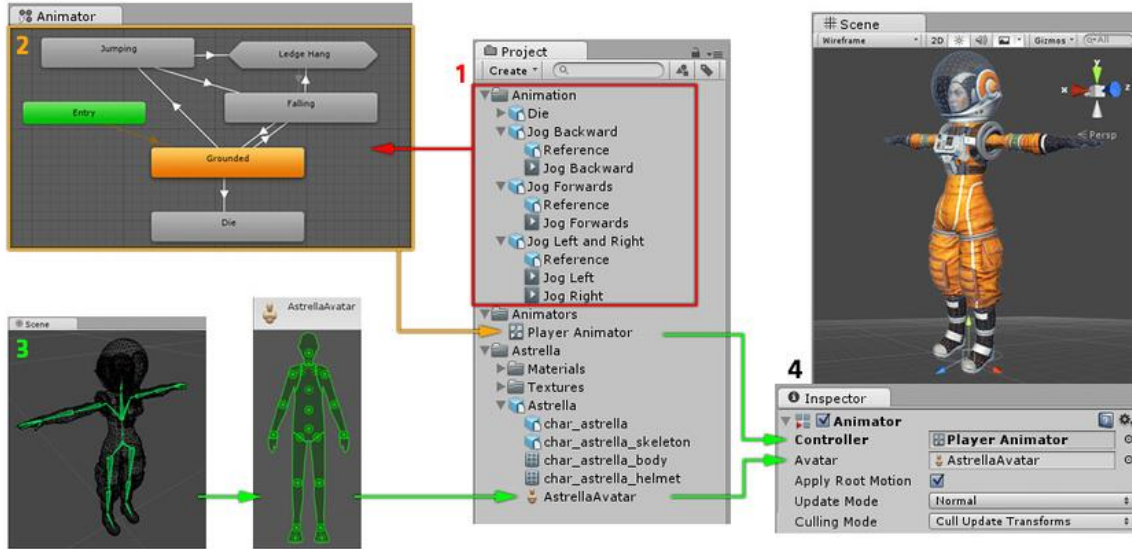 Animator
2
Jumping
Ledge Hang
Falling
Entry
Grounded
Die
1
Project
Create
Animation
Die
Jog Backward
Reference
Jog Backward
Jog Forwards
Reference
Jog Forwards
Jog Left and Right
Reference
Jog Left
Jog Right
Animators
Player Animator
Astrella
Materials
Textures
Astrella
char_astrella
char_astrella_skeleton
char_astrella_body
char_astrella_helmet
AstrellaAvatar
Scene
3
AstrellaAvatar
Scene
Wireframe 2D Gizmos All
y
x z
Persp
4
Inspector
Animator
Controller Player Animator
Avatar AstrellaAvatar
Apply Root Motion
Update Mode Normal
Culling Mode Cull Update Transforms